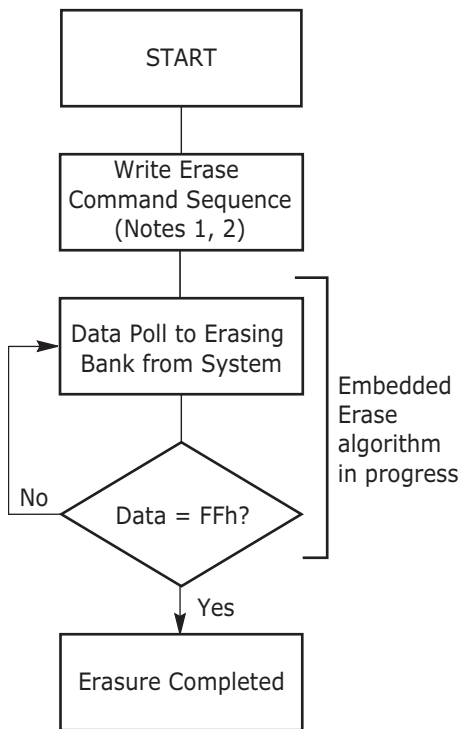 START
Write Erase
Command Sequence
(Notes 1, 2)
Data Poll to Erasing
Bank from System
Embedded
Erase
algorithm
in progress
No
Data = FFh?
Yes
Erasure Completed